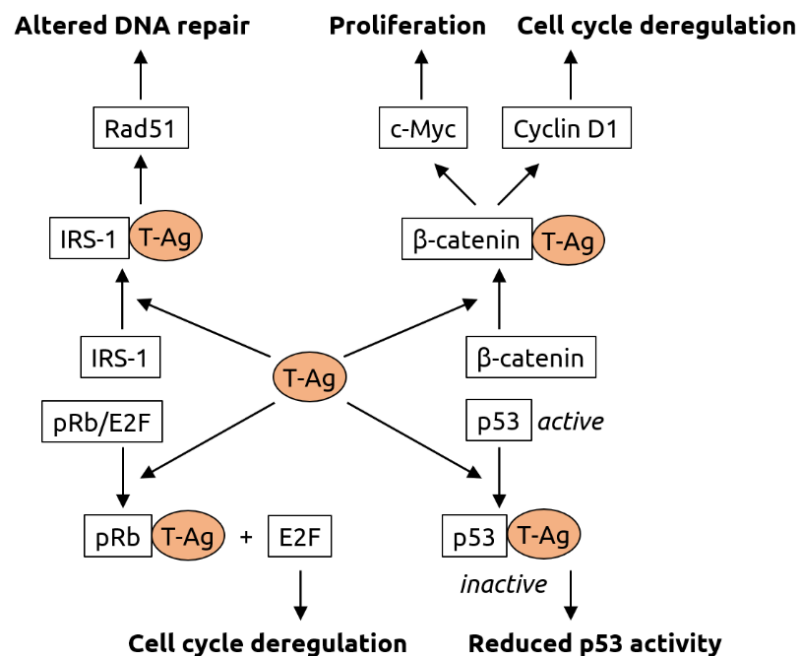 Altered DNA repair
Proliferation
Cell cycle deregulation
Rad51
c-Myc
Cyclin D1
IRS-1
T-Ag
β-catenin
T-Ag
IRS-1
T-Ag
β-catenin
pRb/E2F
p53 active
pRb
T-Ag
+
E2F
p53
T-Ag
inactive
Cell cycle deregulation
Reduced p53 activity